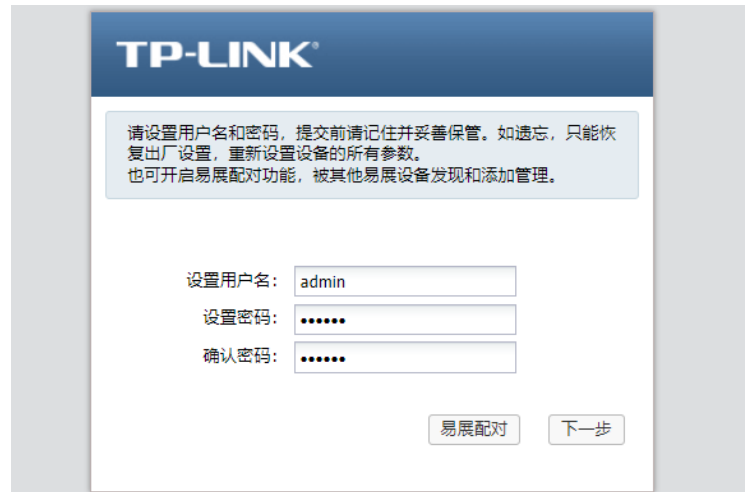 TP-LINK®
请设置用户名和密码，提交前请记住并妥善保管。如遗忘，只能恢
复出厂设置，重新设置设备的所有参数。
也可开启易展配对功能，被其他易展设备发现和添加管理。
设置用户名： admin
设置密码： ••••••
确认密码： ••••••
易展配对 下一步